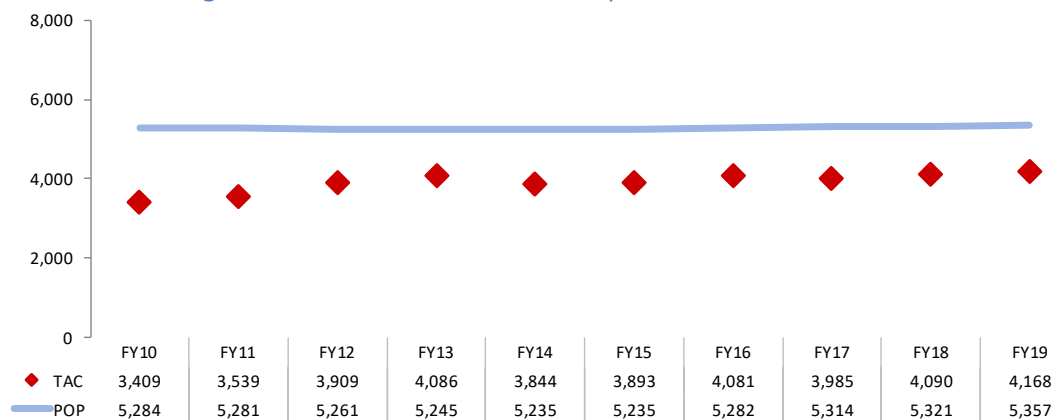 8,000
6,000
4,000
2,000
0
FY10 FY11 FY12 FY13 FY14 FY15 FY16 FY17 FY18 FY19
TAC 3,409 3,539 3,909 4,086 3,844 3,893 4,081 3,985 4,090 4,168
POP 5,284 5,281 5,261 5,245 5,235 5,235 5,282 5,314 5,321 5,357